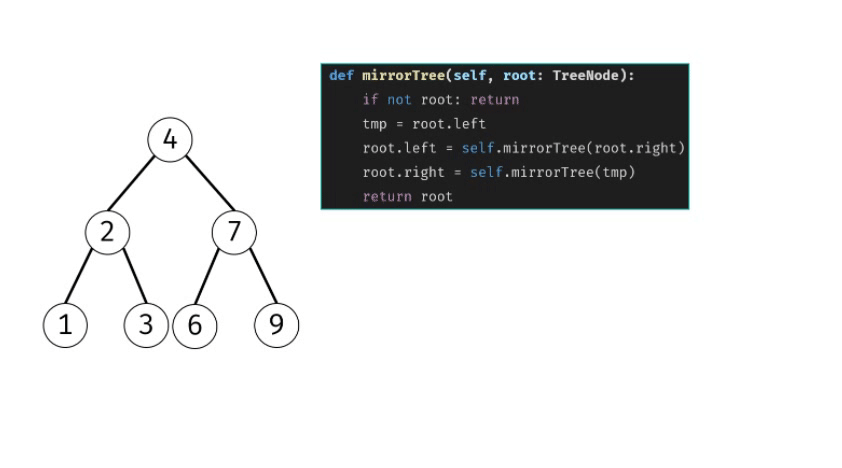 def mirrorTree(self, root: TreeNode):
if not root: return
tmp = root.left
root.left = self.mirrorTree(root.right)
root.right = self.mirrorTree(tmp)
return root
4
2 7
1 3 6 9